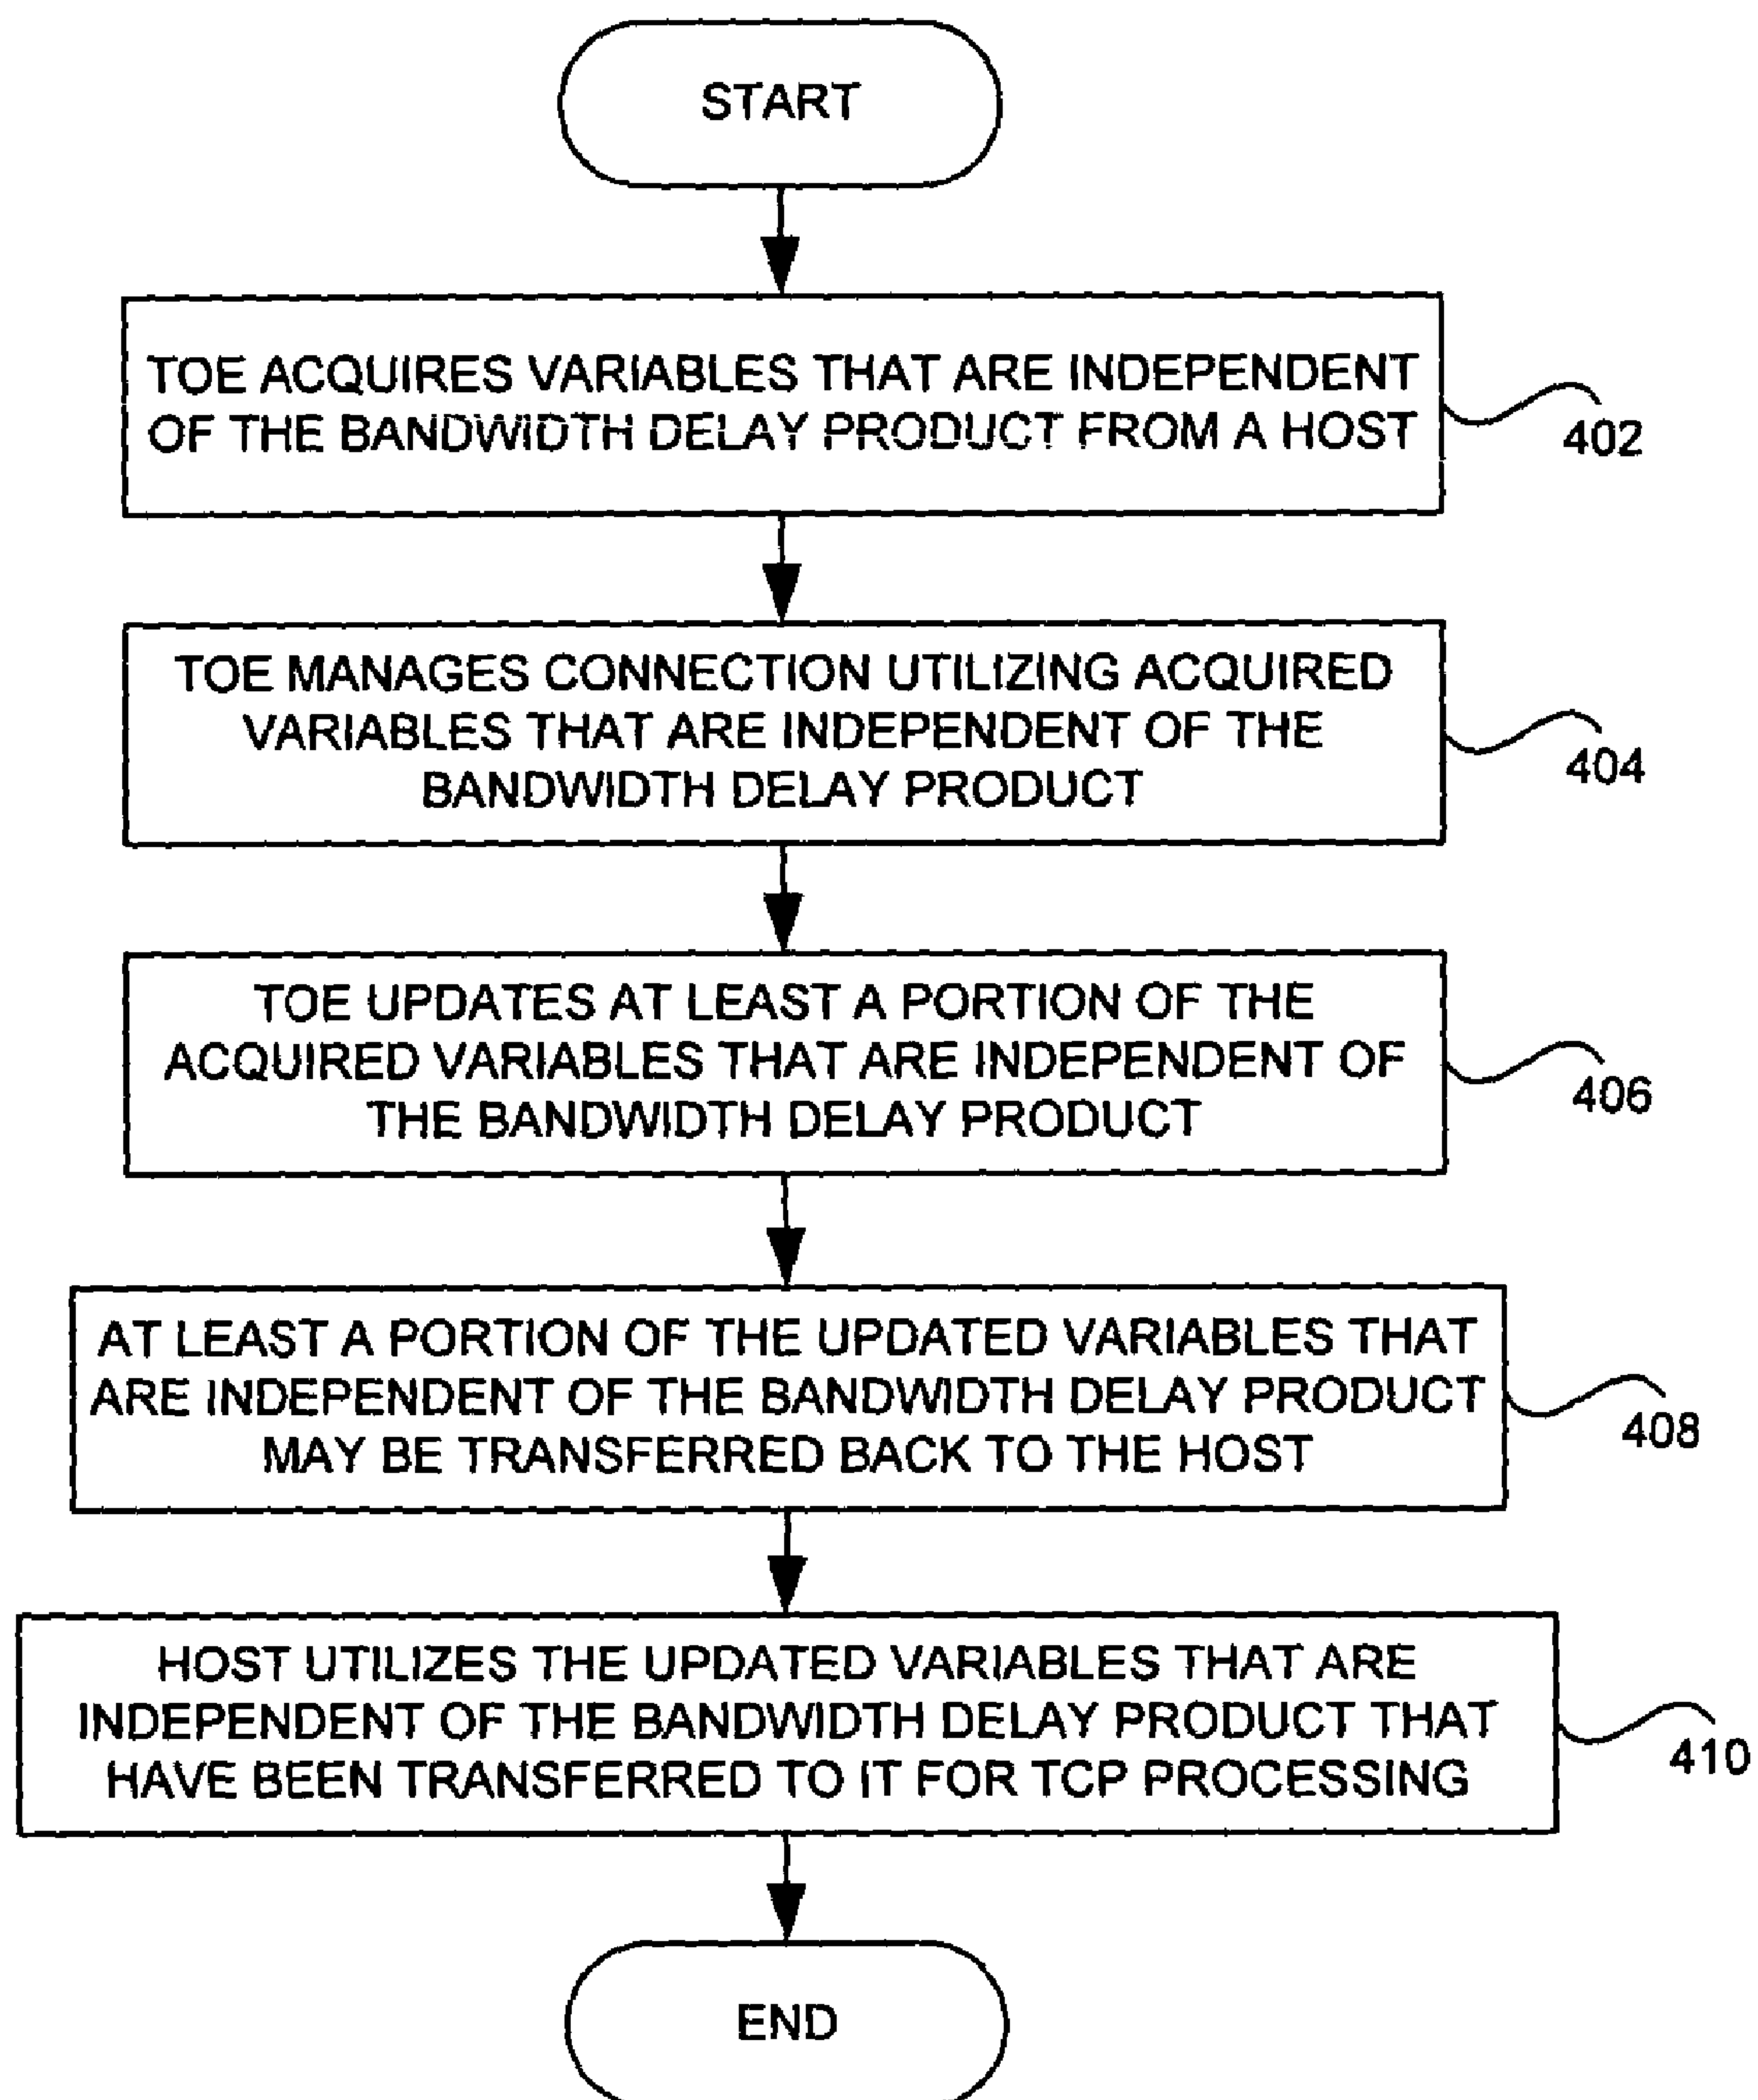 START
TOE ACQUIRES VARIABLES THAT ARE INDEPENDENT
OF THE BANDWIDTH DELAY PRODUCT FROM A HOST
402
TOE MANAGES CONNECTION UTILIZING ACQUIRED
VARIABLES THAT ARE INDEPENDENT OF THE
BANDWIDTH DELAY PRODUCT
404
TOE UPDATES AT LEAST A PORTION OF THE
ACQUIRED VARIABLES THAT ARE INDEPENDENT OF
THE BANDWIDTH DELAY PRODUCT
406
AT LEAST A PORTION OF THE UPDATED VARIABLES THAT
ARE INDEPENDENT OF THE BANDWIDTH DELAY PRODUCT
MAY BE TRANSFERRED BACK TO THE HOST
408
HOST UTILIZES THE UPDATED VARIABLES THAT ARE
INDEPENDENT OF THE BANDWIDTH DELAY PRODUCT THAT
HAVE BEEN TRANSFERRED TO IT FOR TCP PROCESSING
410
END